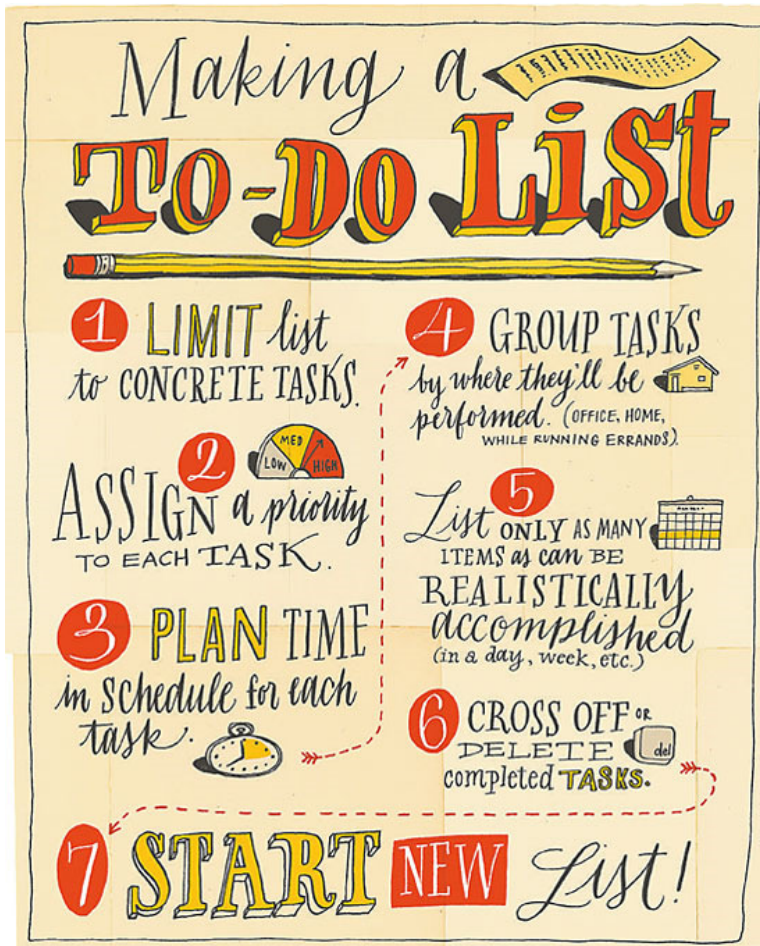 Making a
TO-DO LiSt
1 LIMIT list
to CONCRETE TASKS.
2
LOW MED HIGH
ASSIGN a priority
TO EACH TASK.
3 PLAN TIME
in SCHEDULE for each
task.
4 GROUP TASKS
by where they'll be
performed. (OFFICE, HOME,
WHILE RUNNING ERRANDS).
5
List ONLY AS MANY
ITEMS as can BE
REALISTICALLY
accomplished
(in a day, week, etc.)
6 CROSS OFF OR
DELETE del
completed TASKS.
7 START NEW List!